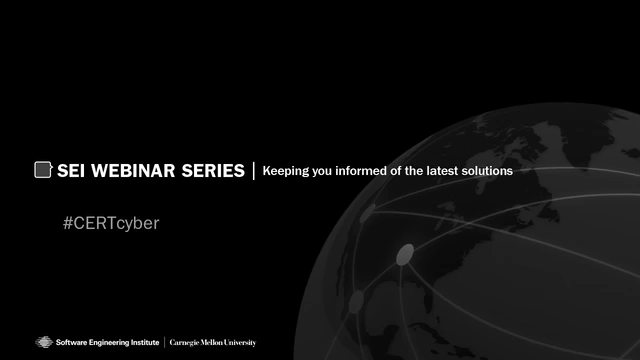 SEI WEBINAR SERIES | Keeping you informed of the latest solutions
#CERTcyber
Software Engineering Institute | Carnegie Mellon University